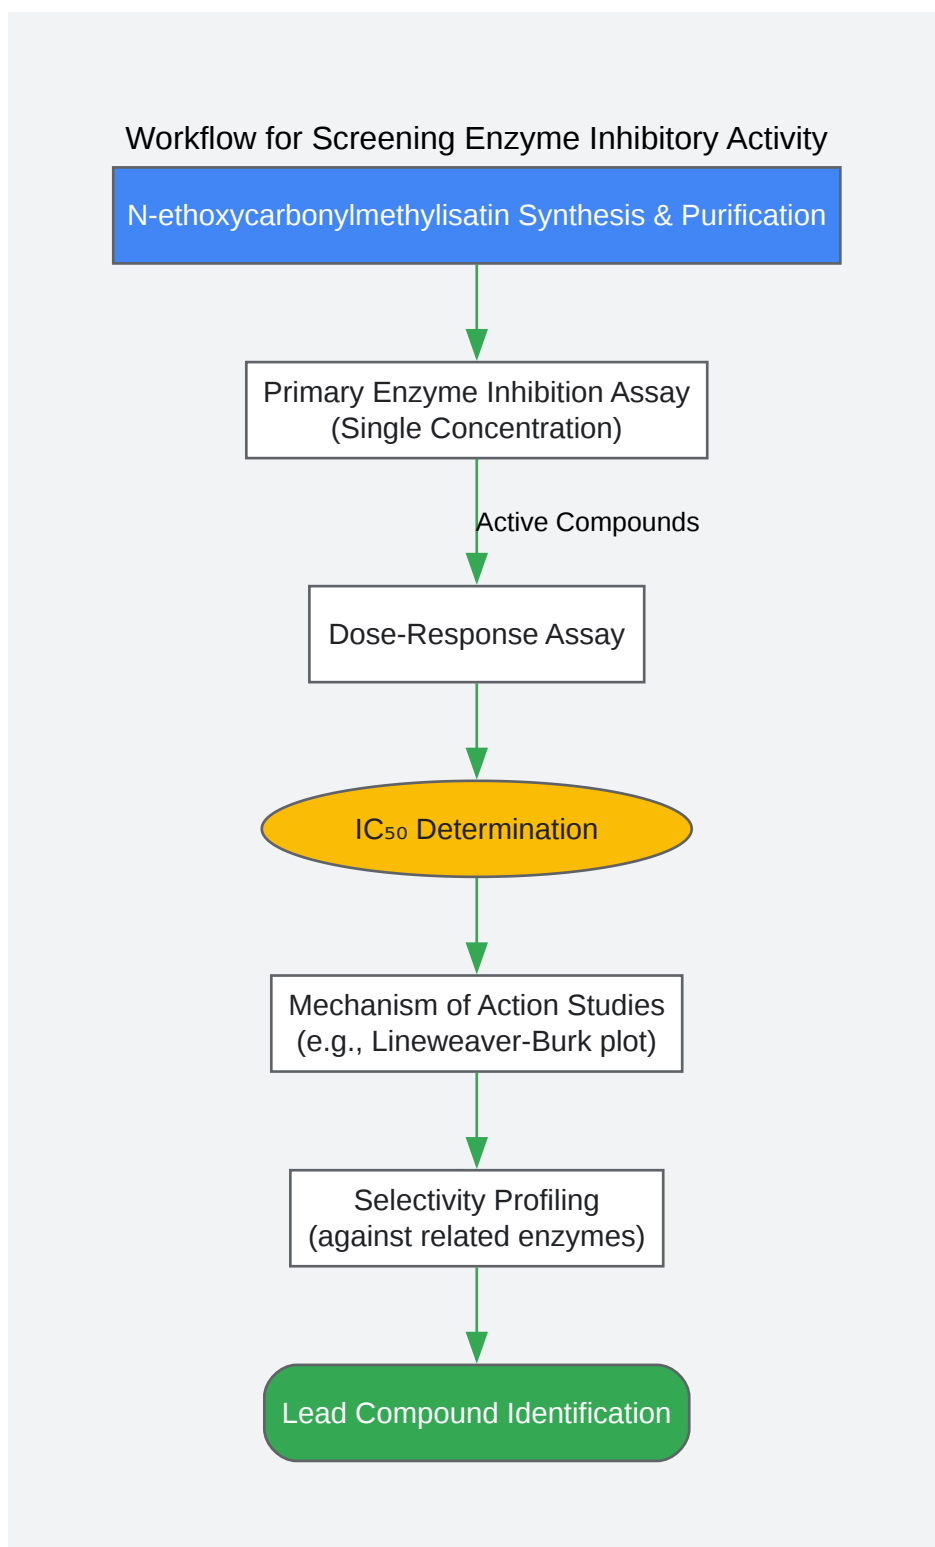 Workflow for Screening Enzyme Inhibitory Activity
N-ethoxycarbonylmethylisatin Synthesis & Purification
Primary Enzyme Inhibition Assay
(Single Concentration)
Active Compounds
Dose-Response Assay
IC₅₀ Determination
Mechanism of Action Studies
(e.g., Lineweaver-Burk plot)
Selectivity Profiling
(against related enzymes)
Lead Compound Identification